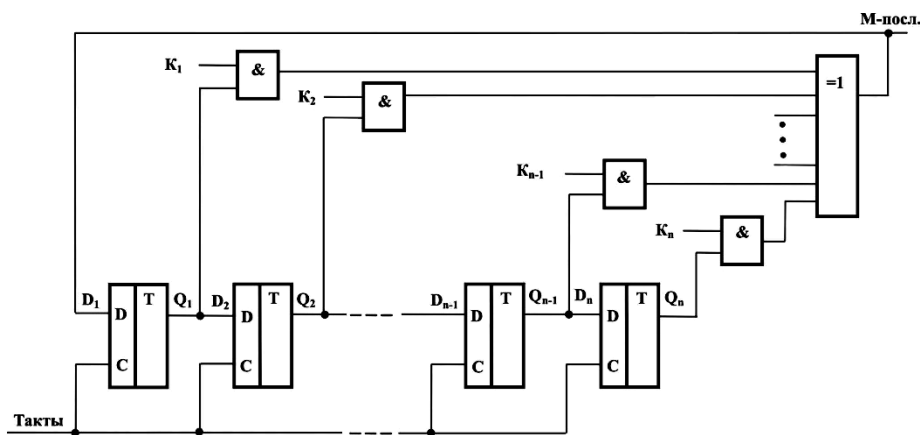 М-посл.
К₁
&
=1
К₂
&
Кₙ₋₁
&
Кₙ
&
D₁
T
Q₁
D₂
T
Q₂
Dₙ₋₁
T
Qₙ₋₁
Dₙ
T
Qₙ
D
D
D
D
C
C
C
C
Такты